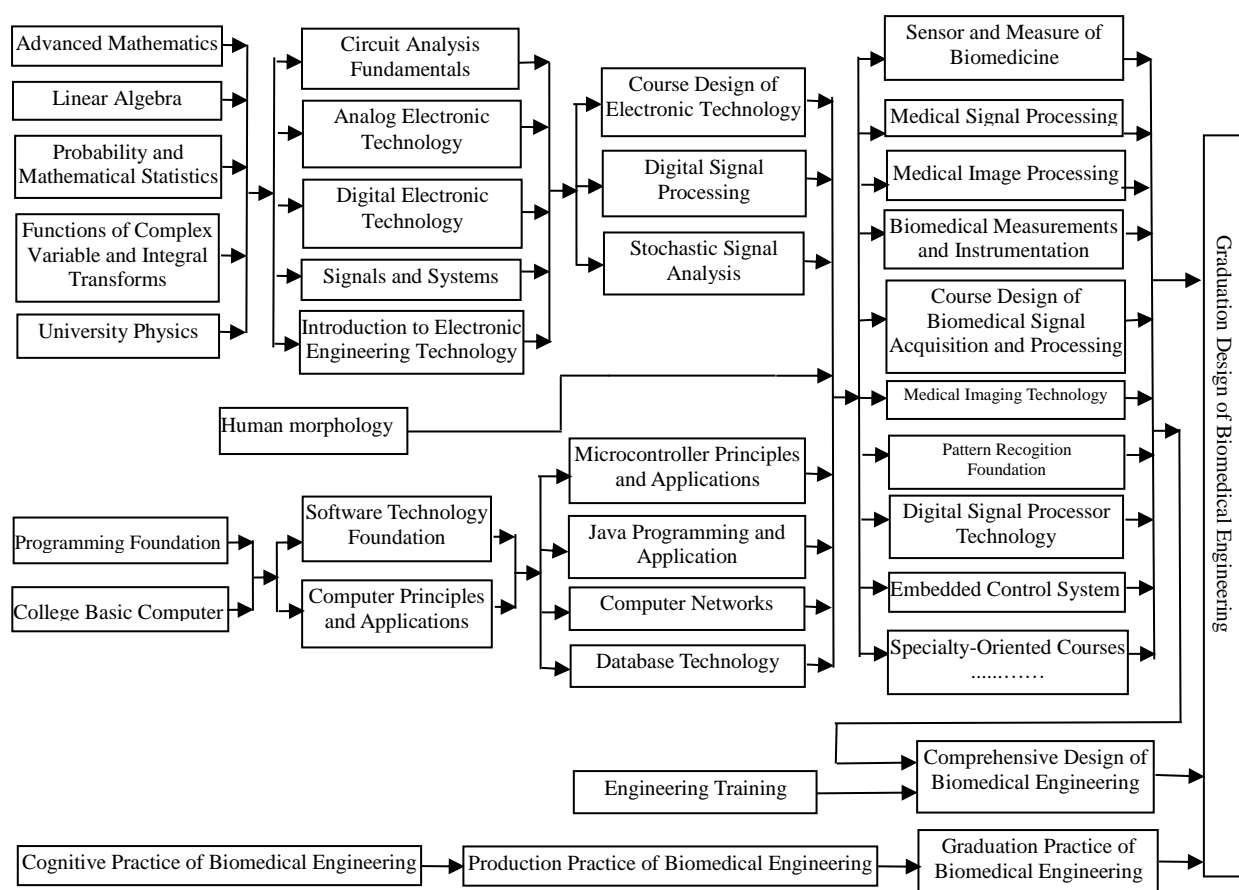 Advanced Mathematics
Linear Algebra
Probability and
Mathematical Statistics
Functions of Complex
Variable and Integral
Transforms
University Physics
Circuit Analysis
Fundamentals
Analog Electronic
Technology
Digital Electronic
Technology
Signals and Systems
Introduction to Electronic
Engineering Technology
Course Design of
Electronic Technology
Digital Signal
Processing
Stochastic Signal
Analysis
Human morphology
Programming Foundation
College Basic Computer
Software Technology
Foundation
Computer Principles
and Applications
Microcontroller Principles
and Applications
Java Programming and
Application
Computer Networks
Database Technology
Sensor and Measure of
Biomedicine
Medical Signal Processing
Medical Image Processing
Biomedical Measurements
and Instrumentation
Course Design of
Biomedical Signal
Acquisition and Processing
Medical Imaging Technology
Pattern Recogition
Foundation
Digital Signal Processor
Technology
Embedded Control System
Specialty-Oriented Courses
......……
Engineering Training
Comprehensive Design of
Biomedical Engineering
Cognitive Practice of Biomedical Engineering
Production Practice of Biomedical Engineering
Graduation Practice of
Biomedical Engineering
Graduation Design of Biomedical Engineering